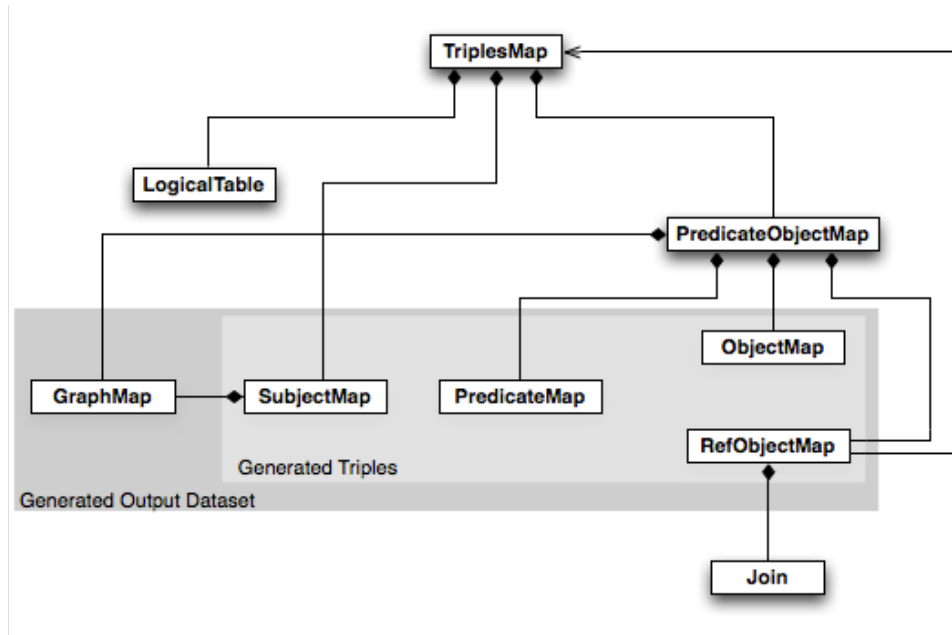 TriplesMap
LogicalTable
PredicateObjectMap
ObjectMap
GraphMap
SubjectMap
PredicateMap
RefObjectMap
Generated Triples
Generated Output Dataset
Join